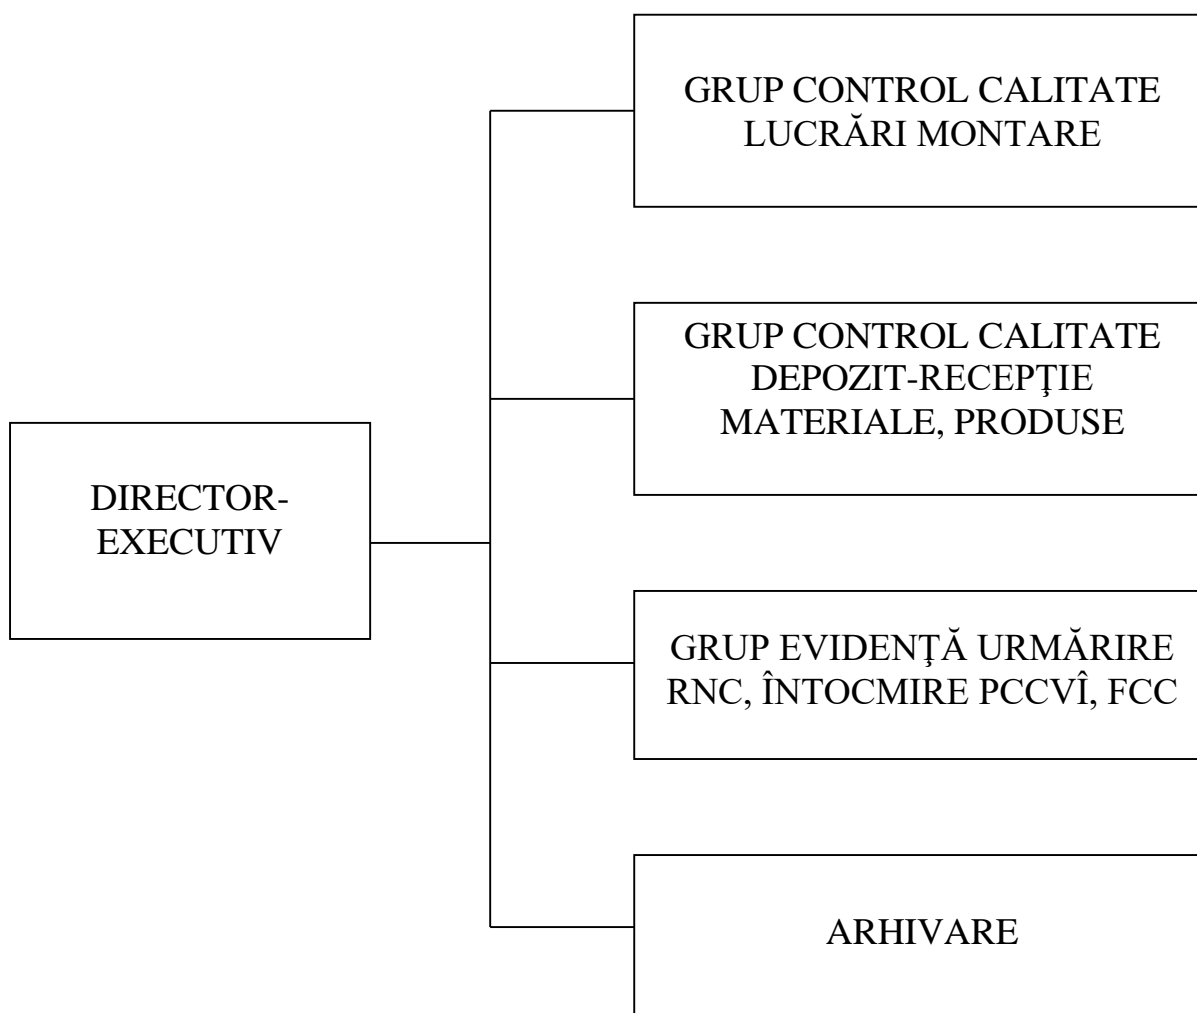 GRUP CONTROL CALITATE
LUCRĂRI MONTARE
GRUP CONTROL CALITATE
DEPOZIT-RECEPŢIE
MATERIALE, PRODUSE
DIRECTOR-
EXECUTIV
GRUP EVIDENŢĂ URMĂRIRE
RNC, ÎNTOCMIRE PCCVÎ, FCC
ARHIVARE